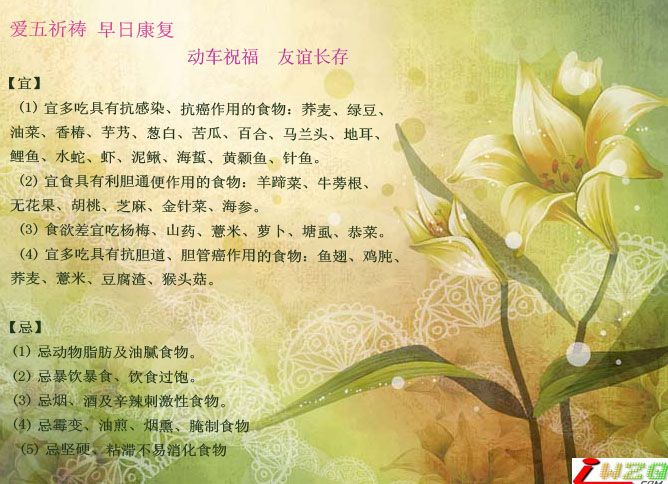 爱五祈祷 早日康复
动车祝福 友谊长存
【宜】
(1) 宜多吃具有抗感染、抗癌作用的食物：荞麦、绿豆、
油菜、香椿、芋艿、葱白、苦瓜、百合、马兰头、地耳、
鲤鱼、水蛇、虾、泥鳅、海蜇、黄颡鱼、针鱼。
(2) 宜食具有利胆通便作用的食物：羊蹄菜、牛蒡根、
无花果、胡桃、芝麻、金针菜、海参。
(3) 食欲差宜吃杨梅、山药、薏米、萝卜、塘虱、恭菜。
(4) 宜多吃具有抗胆道、胆管癌作用的食物：鱼翅、鸡肫、
荞麦、薏米、豆腐渣、猴头菇。
【忌】
(1) 忌动物脂肪及油腻食物。
(2) 忌暴饮暴食、饮食过饱。
(3) 忌烟、酒及辛辣刺激性食物。
(4) 忌霉变、油煎、烟熏、腌制食物
(5) 忌坚硬、粘滞不易消化食物
iWZQ
.COM